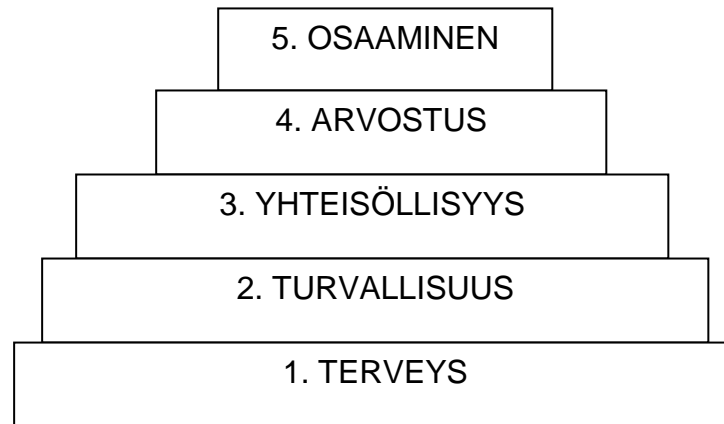 5. OSAAMINEN
4. ARVOSTUS
3. YHTEISÖLLISYYS
2. TURVALLISUUS
1. TERVEYS